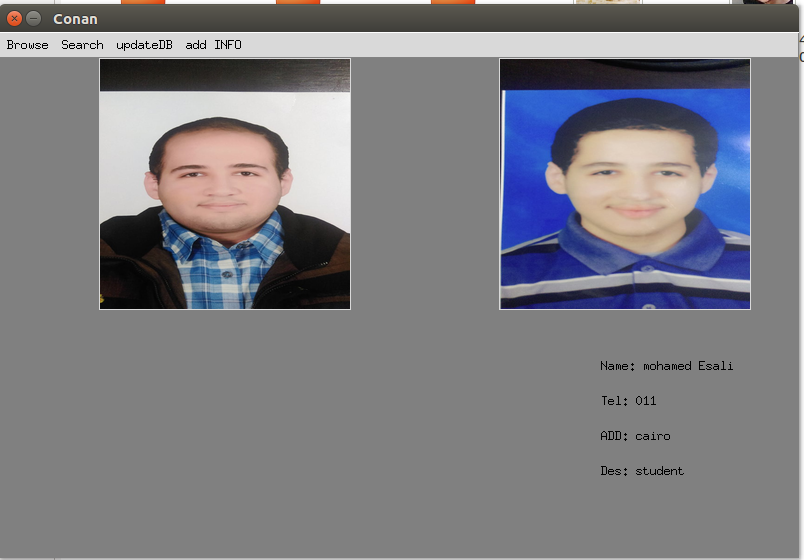 Conan
Browse Search updateDB add INFO
Name: mohamed Esali
Tel: 011
ADD: cairo
Des: student